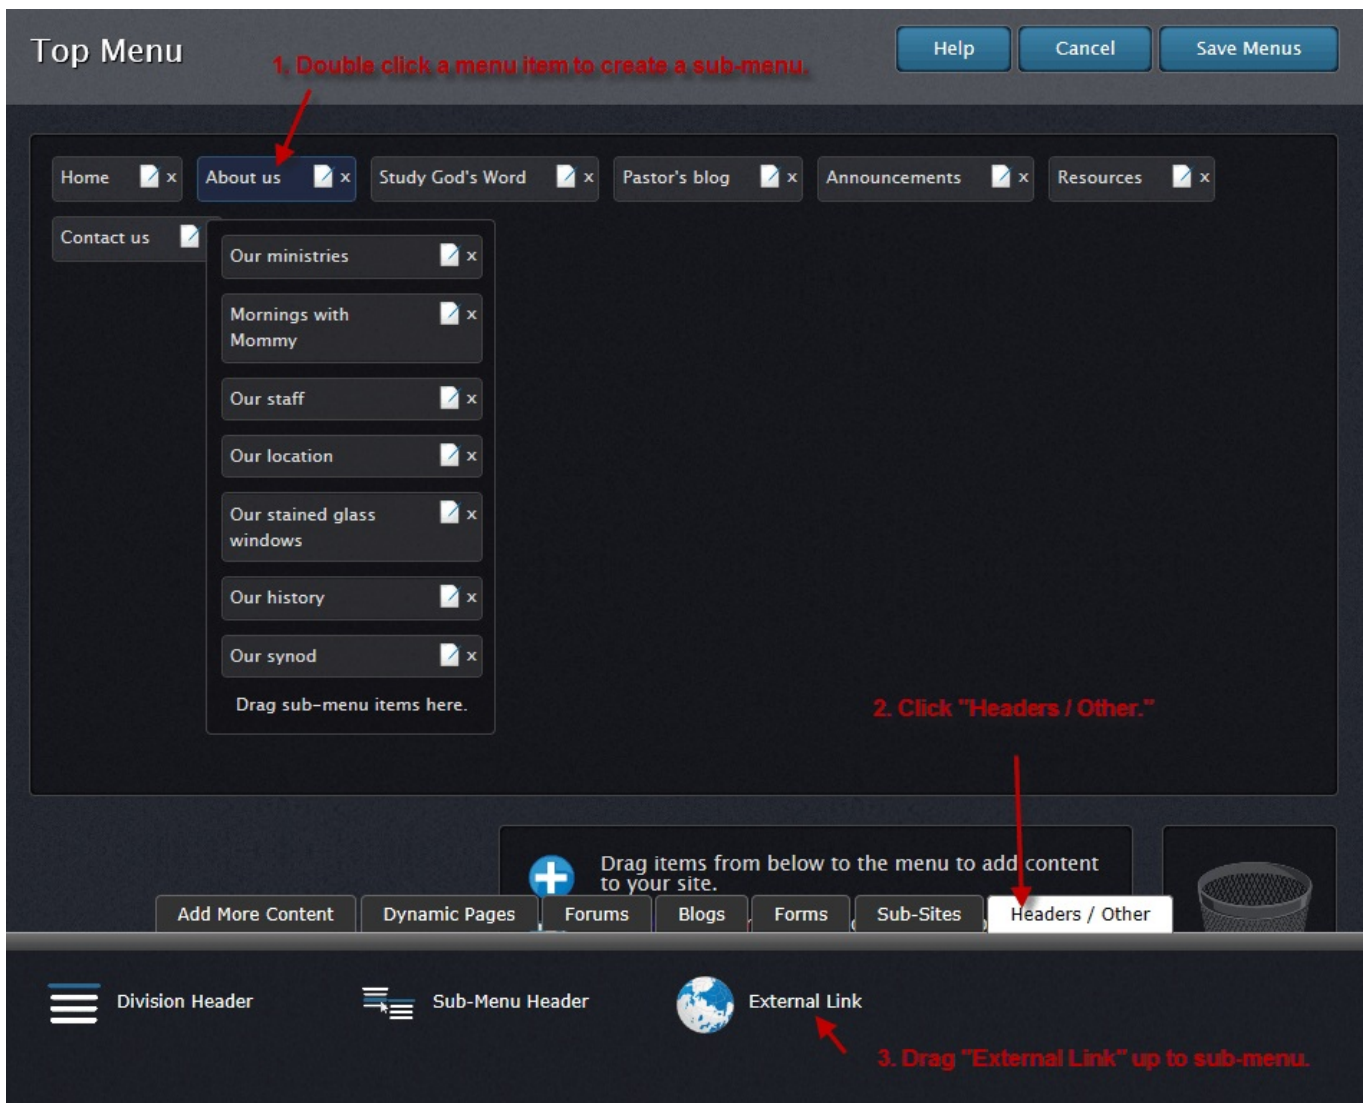 Top Menu
1. Double click a menu item to create a sub-menu.
Help
Cancel
Save Menus
Home x
About us x
Study God's Word x
Pastor's blog x
Announcements x
Resources x
Contact us
Our ministries x
Mornings with x
Mommy
Our staff x
Our location x
Our stained glass x
windows
Our history x
Our synod x
Drag sub-menu items here.
2. Click "Headers / Other."
Drag items from below to the menu to add content
to your site.
Add More Content
Dynamic Pages
Forums
Blogs
Forms
Sub-Sites
Headers / Other
Division Header
Sub-Menu Header
External Link
3. Drag "External Link" up to sub-menu.